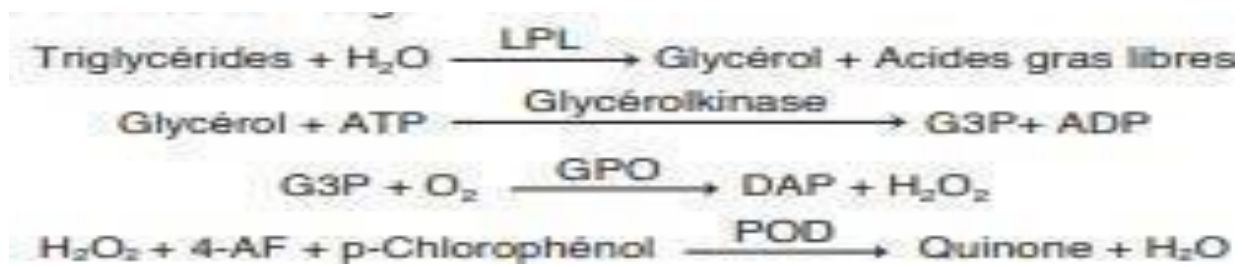 Triglycérides + H₂O LPL → Glycérol + Acides gras libres
Glycérol + ATP Glycérolkinase → G3P+ ADP
G3P + O₂ GPO → DAP + H₂O₂
H₂O₂ + 4-AF + p-Chlorophénol POD → Quinone + H₂O